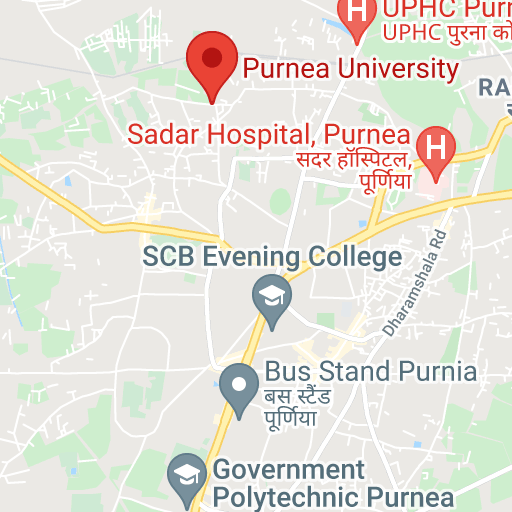 H
UPHC Purn
UPHC पुरना को
Purnea University
RA
Sadar Hospital, Purnea
सदर हॉस्पिटल,
पूर्णिया
H
SCB Evening College
Dharamshala Rd
Bus Stand Purnia
बस स्टैंड
पूर्णिया
Government
Polytechnic Purnea